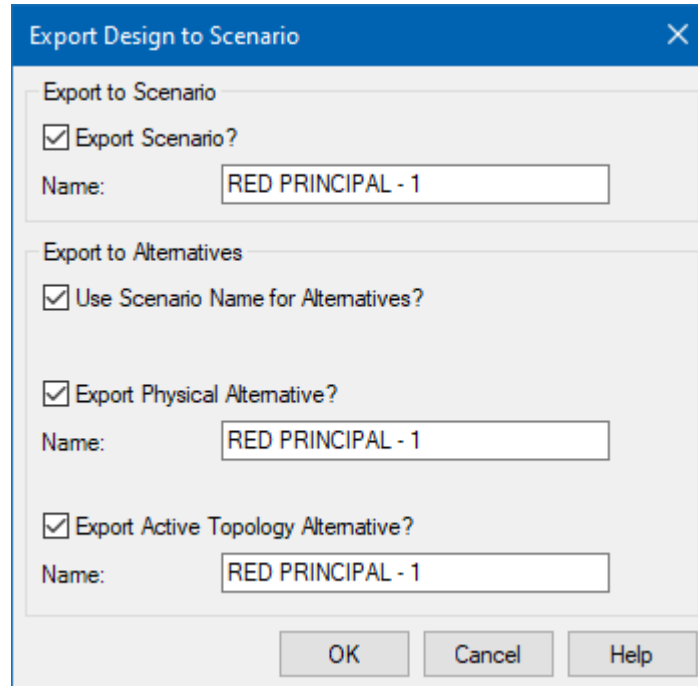 Export Design to Scenario
Export to Scenario
Export Scenario?
Name: RED PRINCIPAL - 1
Export to Alternatives
Use Scenario Name for Alternatives?
Export Physical Alternative?
Name: RED PRINCIPAL - 1
Export Active Topology Alternative?
Name: RED PRINCIPAL - 1
OK Cancel Help